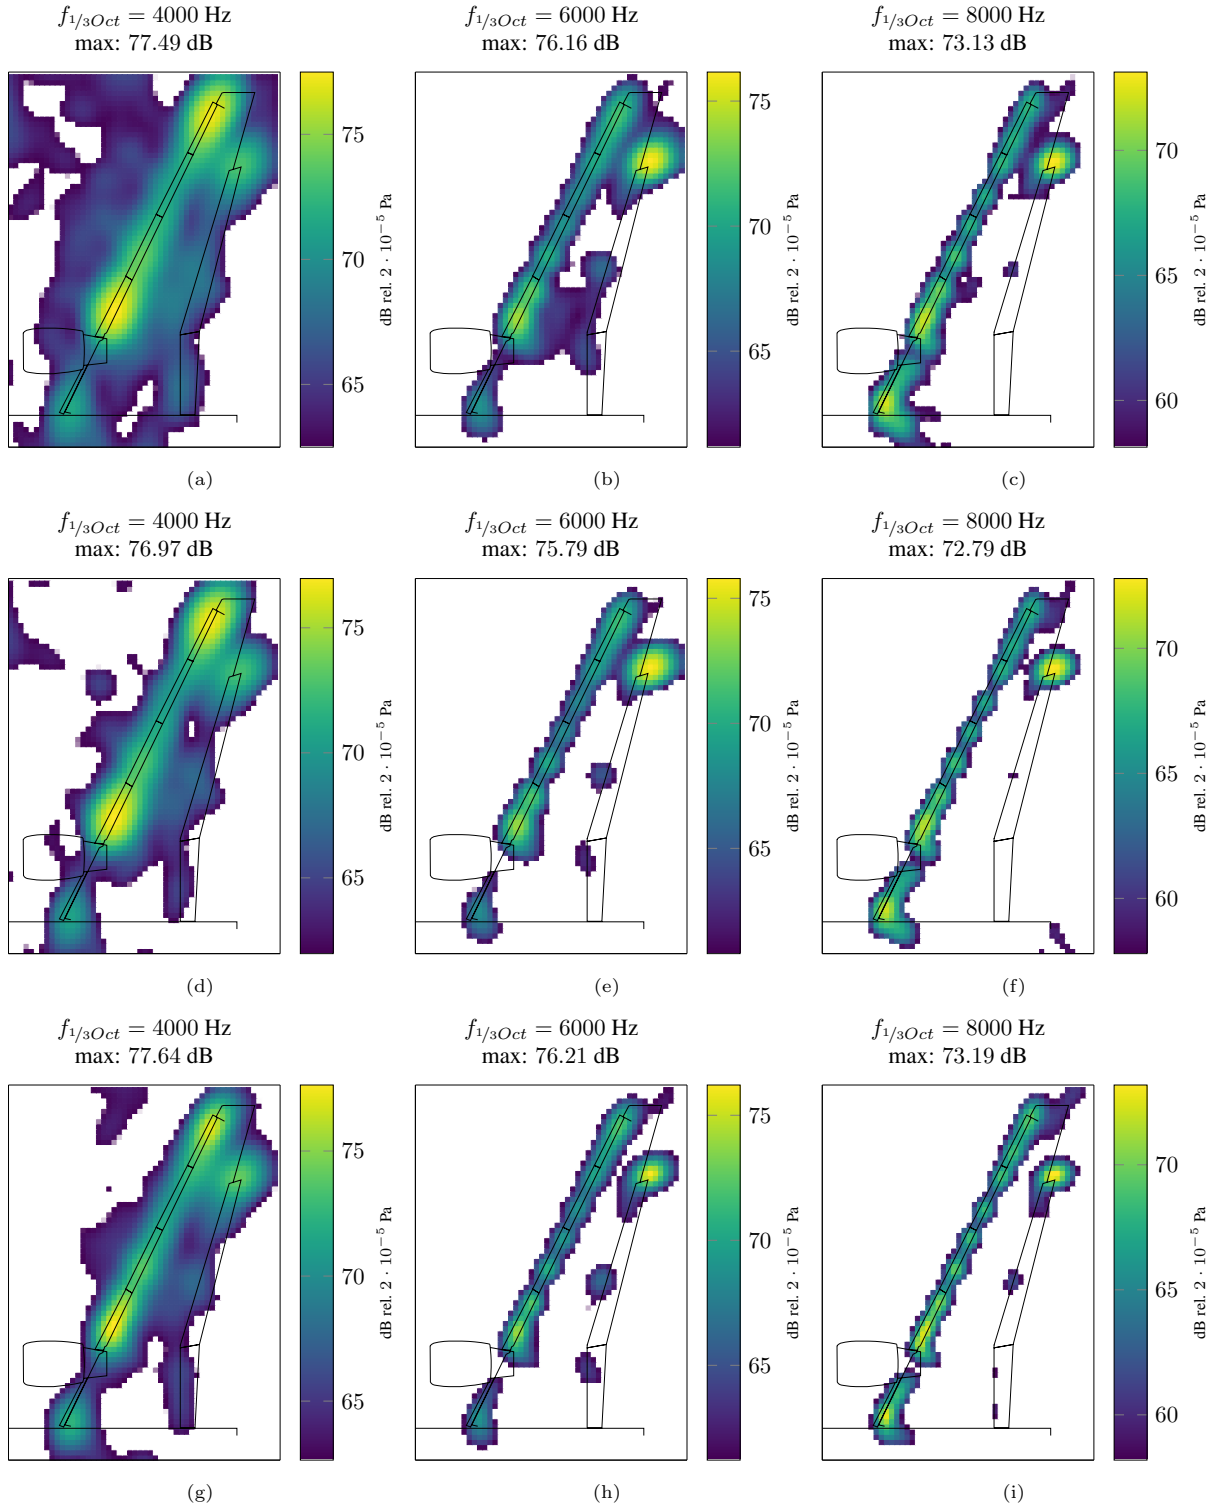 f1/3Oct = 4000 Hz
max: 77.49 dB
75
70
65
dB rel. 2 · 10−5 Pa
(a)
f1/3Oct = 6000 Hz
max: 76.16 dB
75
70
65
dB rel. 2 · 10−5 Pa
(b)
f1/3Oct = 8000 Hz
max: 73.13 dB
70
65
60
dB rel. 2 · 10−5 Pa
(c)
f1/3Oct = 4000 Hz
max: 76.97 dB
75
70
65
dB rel. 2 · 10−5 Pa
(d)
f1/3Oct = 6000 Hz
max: 75.79 dB
75
70
65
dB rel. 2 · 10−5 Pa
(e)
f1/3Oct = 8000 Hz
max: 72.79 dB
70
65
60
dB rel. 2 · 10−5 Pa
(f)
f1/3Oct = 4000 Hz
max: 77.64 dB
75
70
65
dB rel. 2 · 10−5 Pa
(g)
f1/3Oct = 6000 Hz
max: 76.21 dB
75
70
65
dB rel. 2 · 10−5 Pa
(h)
f1/3Oct = 8000 Hz
max: 73.19 dB
70
65
60
dB rel. 2 · 10−5 Pa
(i)